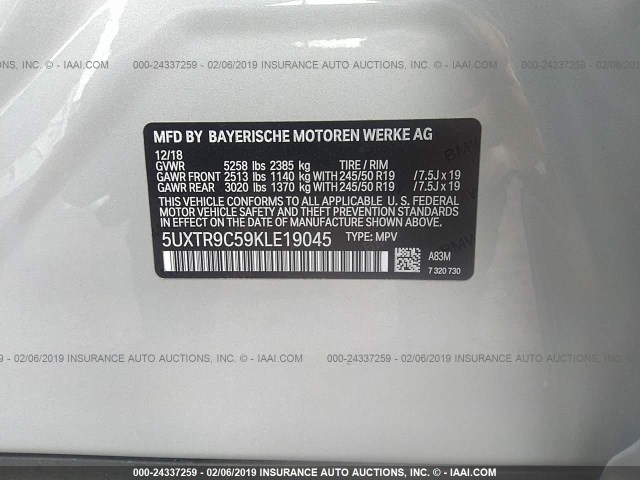 000-24337259 - 02/06/2019 INSURANCE AUTO AUCTIONS, INC. - © IAAI.COM
MFD BY BAYERISCHE MOTOREN WERKE AG
12/18
GVWR 5258 lbs 2385 kg TIRE / RIM
GAWR FRONT 2513 lbs 1140 kg WITH 245/50 R19 / 7.5J x 19
GAWR REAR 3020 lbs 1370 kg WITH 245/50 R19 / 7.5J x 19
THIS VEHICLE CONFORMS TO ALL APPLICABLE U. S. FEDERAL
MOTOR VEHICLE SAFETY, BUMPER, AND THEFT PREVENTION
STANDARDS IN EFFECT ON THE DATE OF MANUFACTURE
SHOWN ABOVE.
5UXTR9C59KLE19045 TYPE: MPV
A83M
7 320 730
000-24337259 - 02/06/2019 INSURANCE AUTO AUCTIONS, INC. - © IAAI.COM
000-24337259 - 02/06/2019 INSURANCE AUTO AUCTIONS, INC. - © IAAI.COM